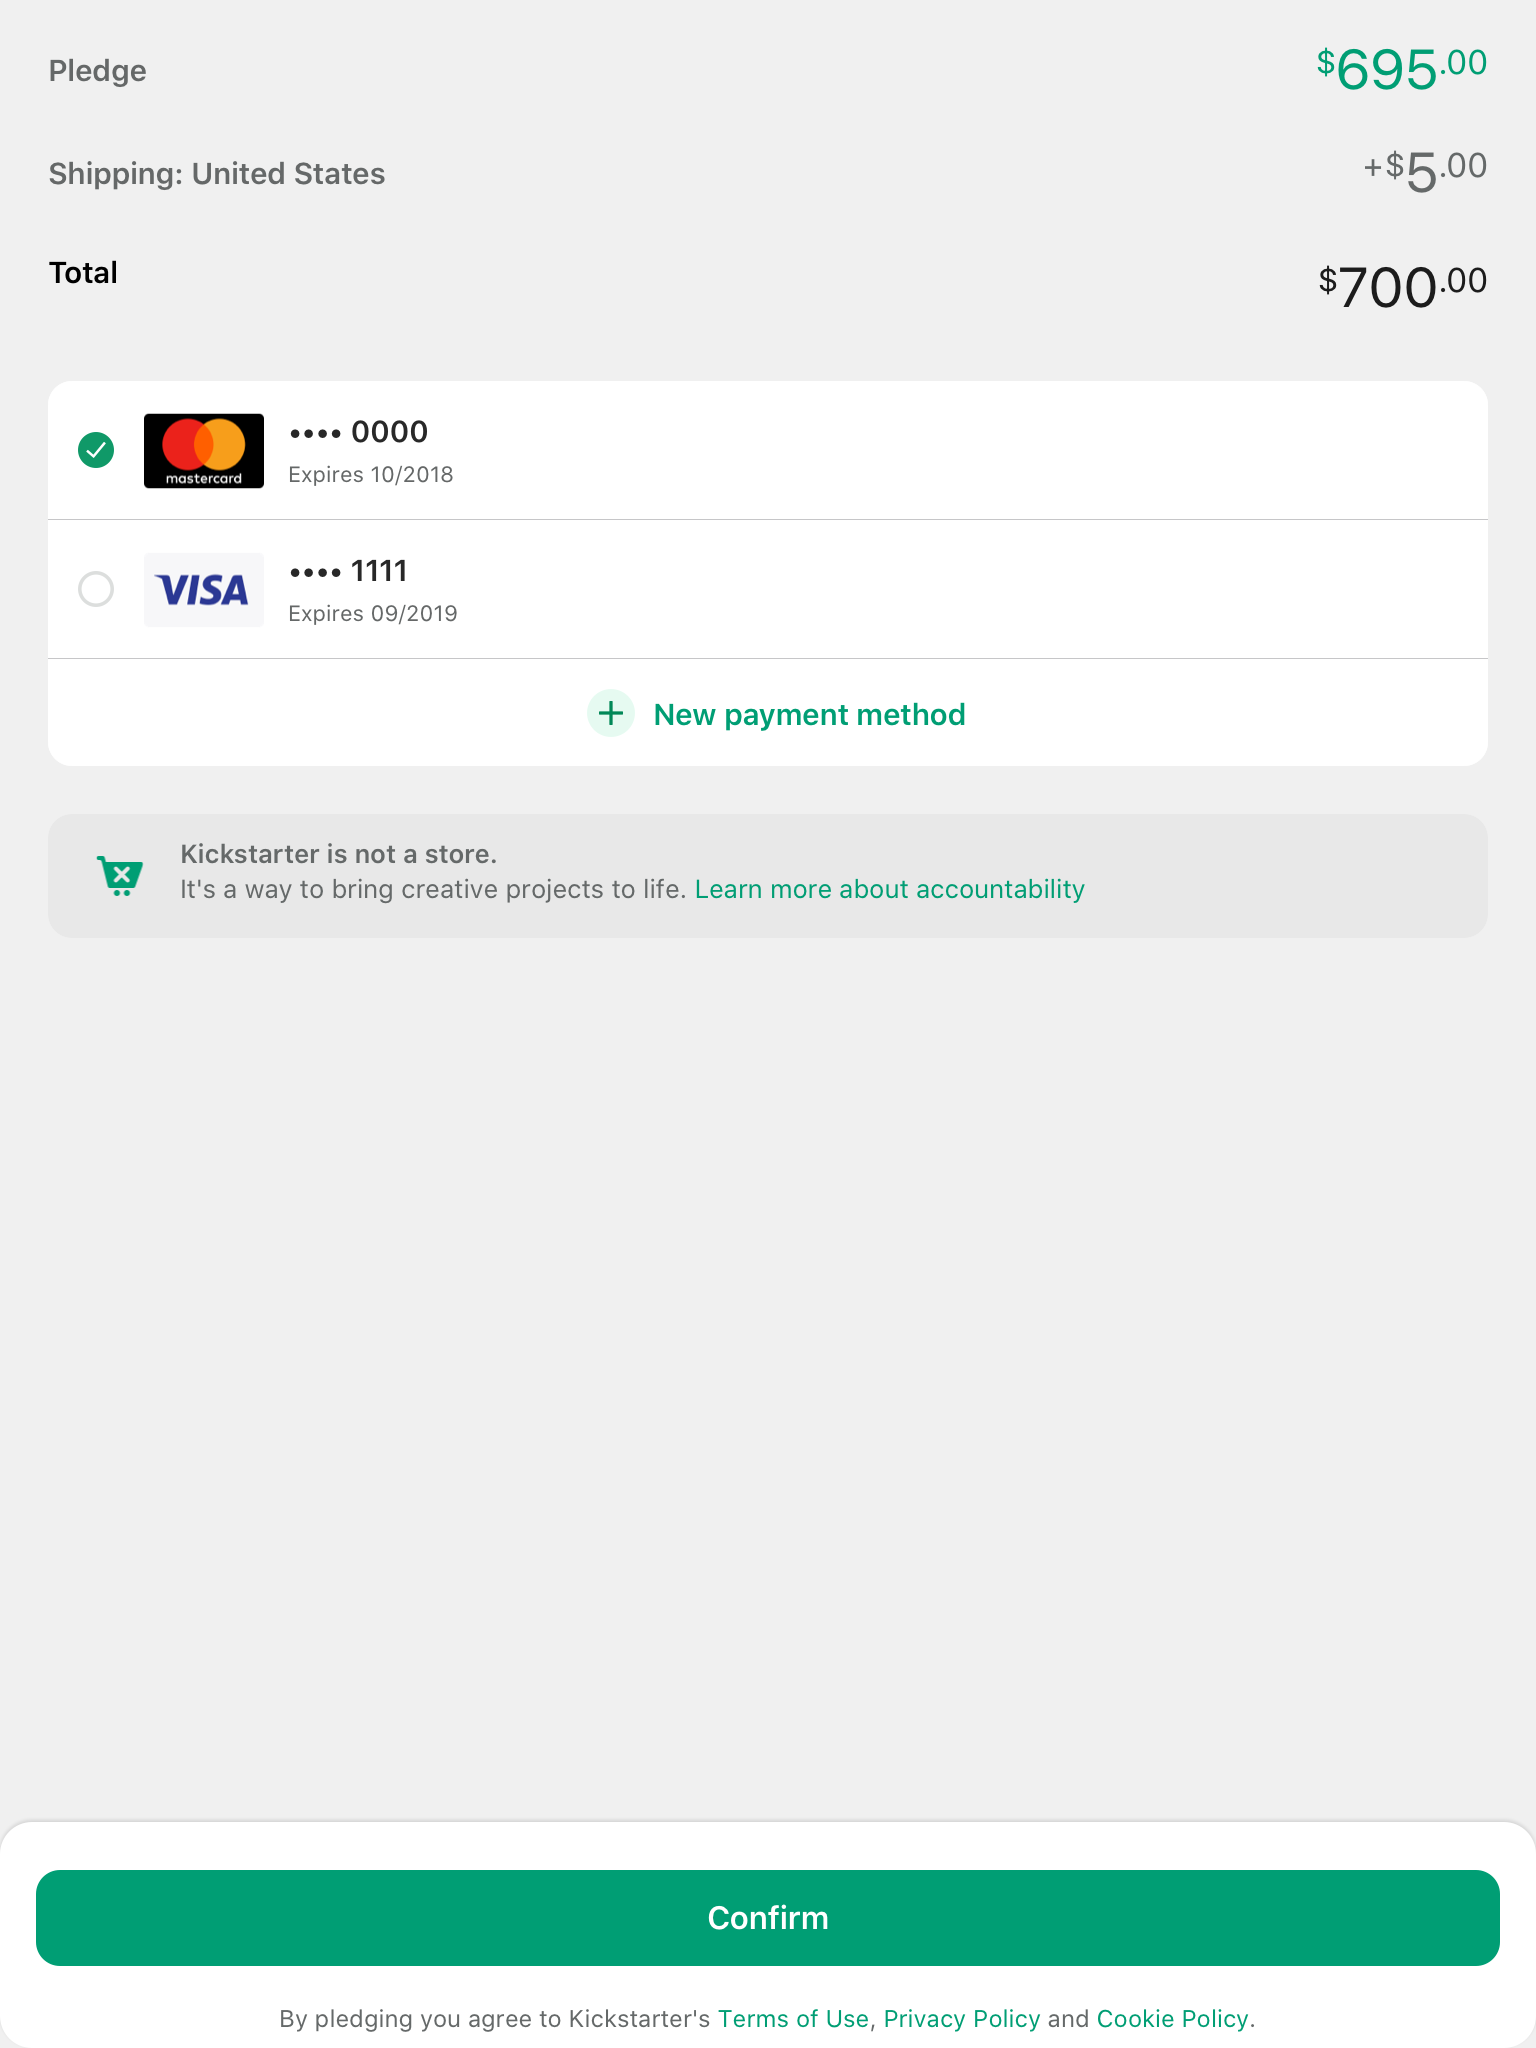 Pledge
$695.00
Shipping: United States
+$5.00
Total
$700.00
mastercard
•••• 0000
Expires 10/2018
VISA
•••• 1111
Expires 09/2019
New payment method
Kickstarter is not a store.
It's a way to bring creative projects to life. Learn more about accountability
Confirm
By pledging you agree to Kickstarter's Terms of Use, Privacy Policy and Cookie Policy.